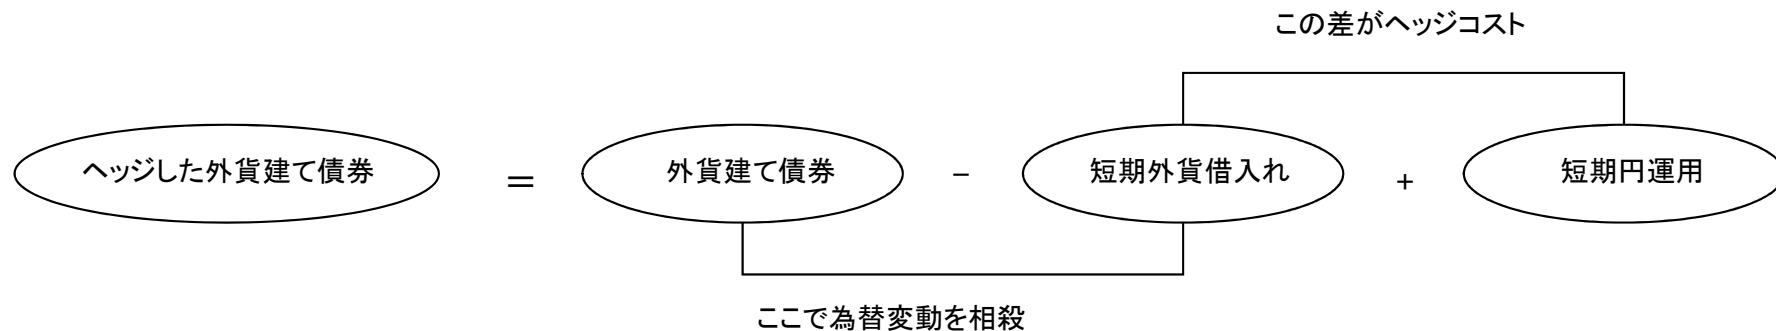 この差がヘッジコスト
ヘッジした外貨建て債券 = 外貨建て債券 − 短期外貨借入れ + 短期円運用
ここで為替変動を相殺